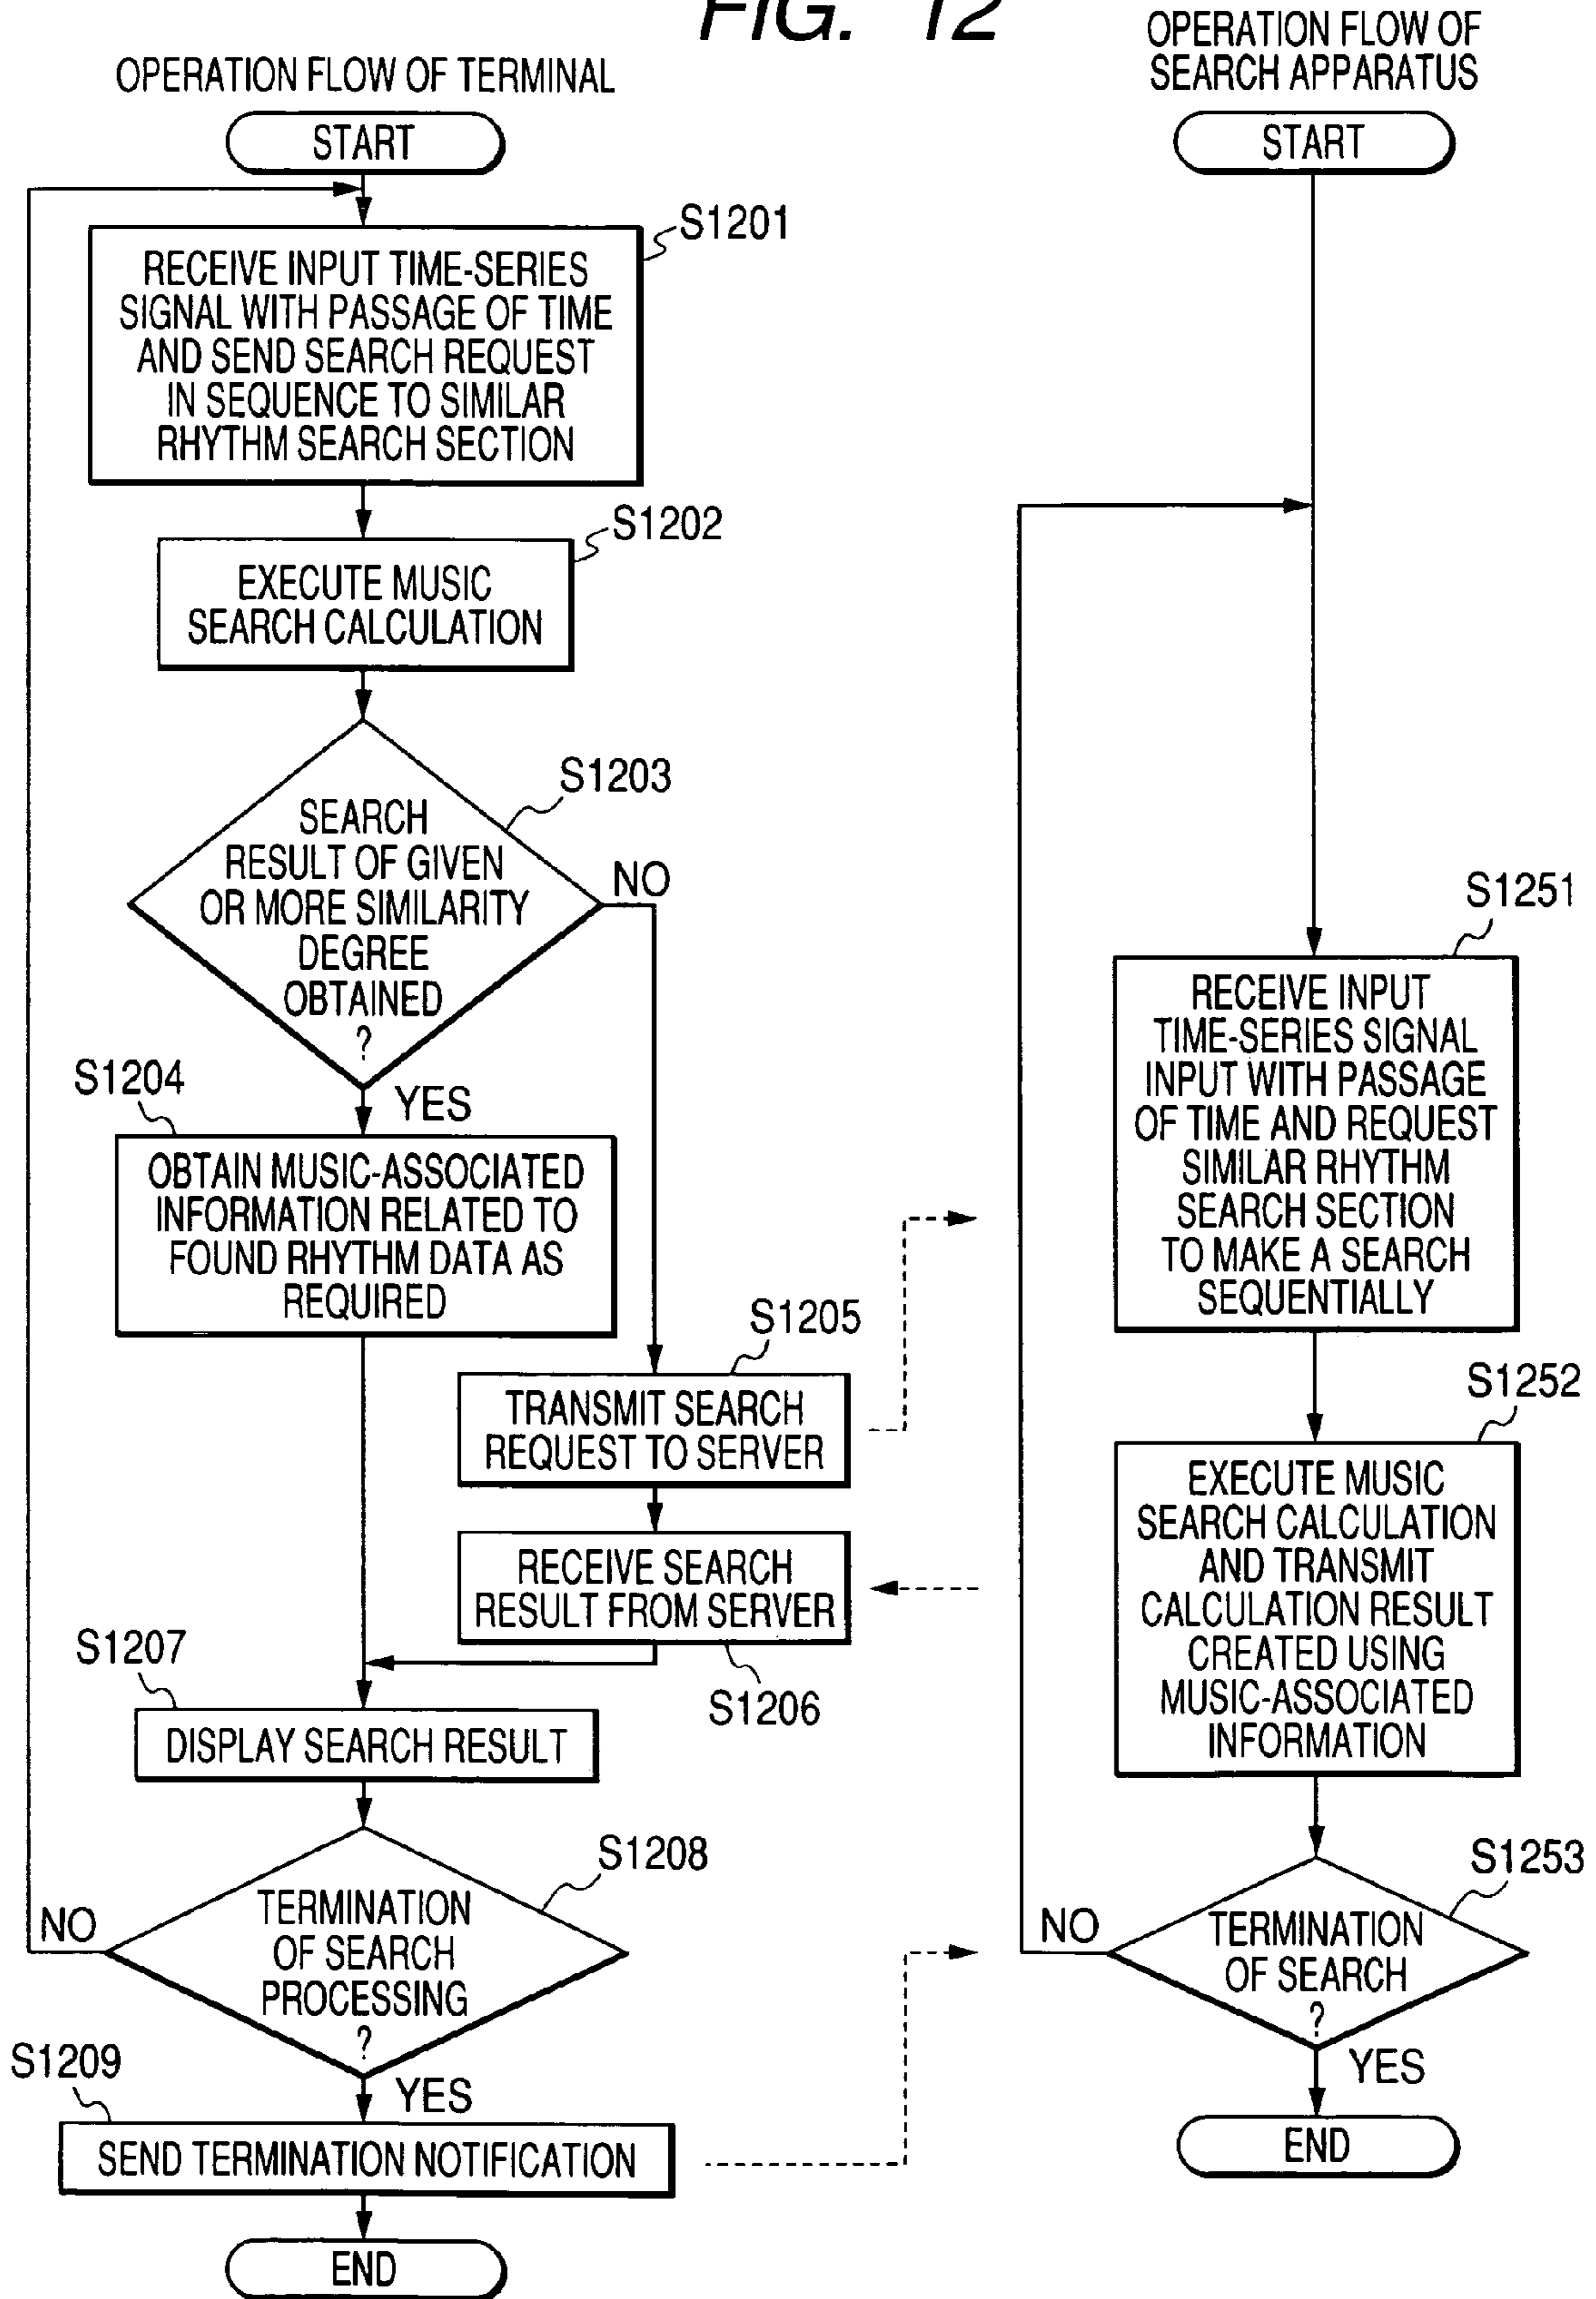 FIG. 12
OPERATION FLOW OF TERMINAL
START
S1201
RECEIVE INPUT TIME-SERIES
SIGNAL WITH PASSAGE OF TIME
AND SEND SEARCH REQUEST
IN SEQUENCE TO SIMILAR
RHYTHM SEARCH SECTION
S1202
EXECUTE MUSIC
SEARCH CALCULATION
S1203
SEARCH
RESULT OF GIVEN
OR MORE SIMILARITY
DEGREE
OBTAINED
?
NO
YES
S1204
OBTAIN MUSIC-ASSOCIATED
INFORMATION RELATED TO
FOUND RHYTHM DATA AS
REQUIRED
S1205
TRANSMIT SEARCH
REQUEST TO SERVER
RECEIVE SEARCH
RESULT FROM SERVER
S1206
S1207
DISPLAY SEARCH RESULT
S1208
TERMINATION
OF SEARCH
PROCESSING
?
NO
YES
S1209
SEND TERMINATION NOTIFICATION
END
OPERATION FLOW OF
SEARCH APPARATUS
START
S1251
RECEIVE INPUT
TIME-SERIES SIGNAL
INPUT WITH PASSAGE
OF TIME AND REQUEST
SIMILAR RHYTHM
SEARCH SECTION
TO MAKE A SEARCH
SEQUENTIALLY
S1252
EXECUTE MUSIC
SEARCH CALCULATION
AND TRANSMIT
CALCULATION RESULT
CREATED USING
MUSIC-ASSOCIATED
INFORMATION
S1253
TERMINATION
OF SEARCH
?
NO
YES
END